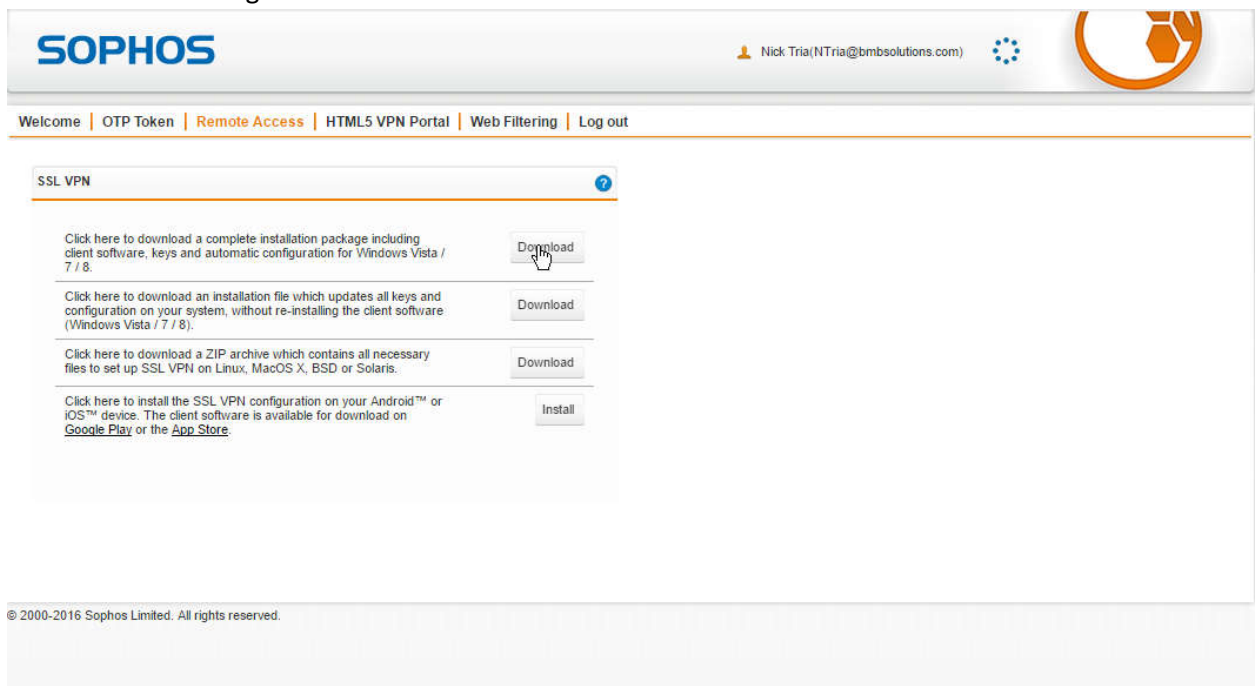 SOPHOS
Nick Tria(NTria@bmbsolutions.com)
Welcome | OTP Token | Remote Access | HTML5 VPN Portal | Web Filtering | Log out
SSL VPN
?
Click here to download a complete installation package including
client software, keys and automatic configuration for Windows Vista /
7 / 8.
Download
Click here to download an installation file which updates all keys and
configuration on your system, without re-installing the client software
(Windows Vista / 7 / 8).
Download
Click here to download a ZIP archive which contains all necessary
files to set up SSL VPN on Linux, MacOS X, BSD or Solaris.
Download
Click here to install the SSL VPN configuration on your Android™ or
iOS™ device. The client software is available for download on
Google Play or the App Store.
Install
© 2000-2016 Sophos Limited. All rights reserved.